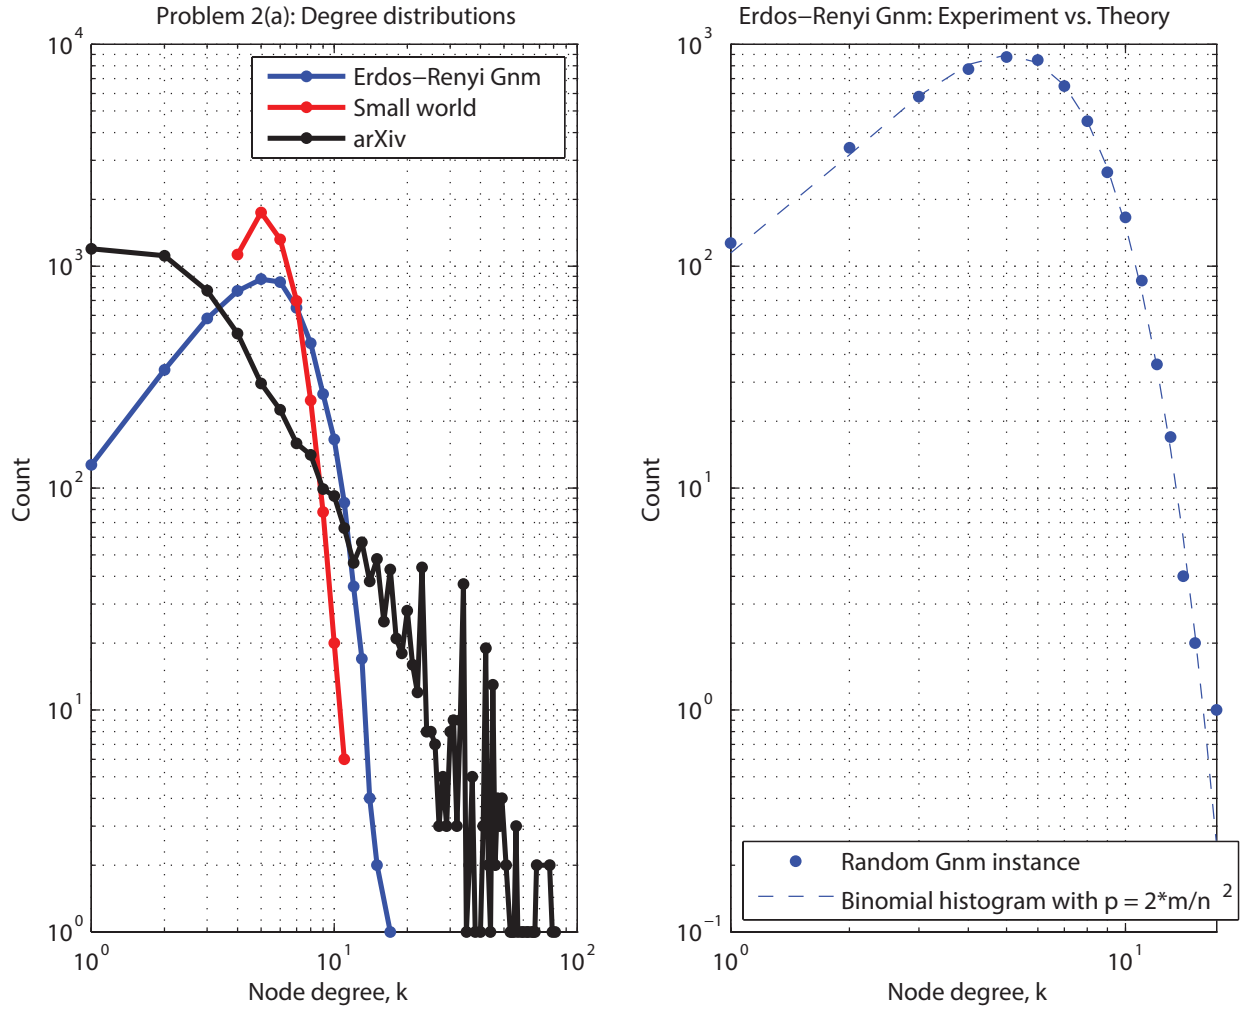 Problem 2(a): Degree distributions
10^4
10^3
10^2
10^1
10^0
Count
Erdos−Renyi Gnm
Small world
arXiv
10^0
10^1
10^2
Node degree, k
Erdos−Renyi Gnm: Experiment vs. Theory
10^3
10^2
10^1
10^0
10^−1
Count
Random Gnm instance
Binomial histogram with p = 2*m/n ^2
10^0
10^1
Node degree, k